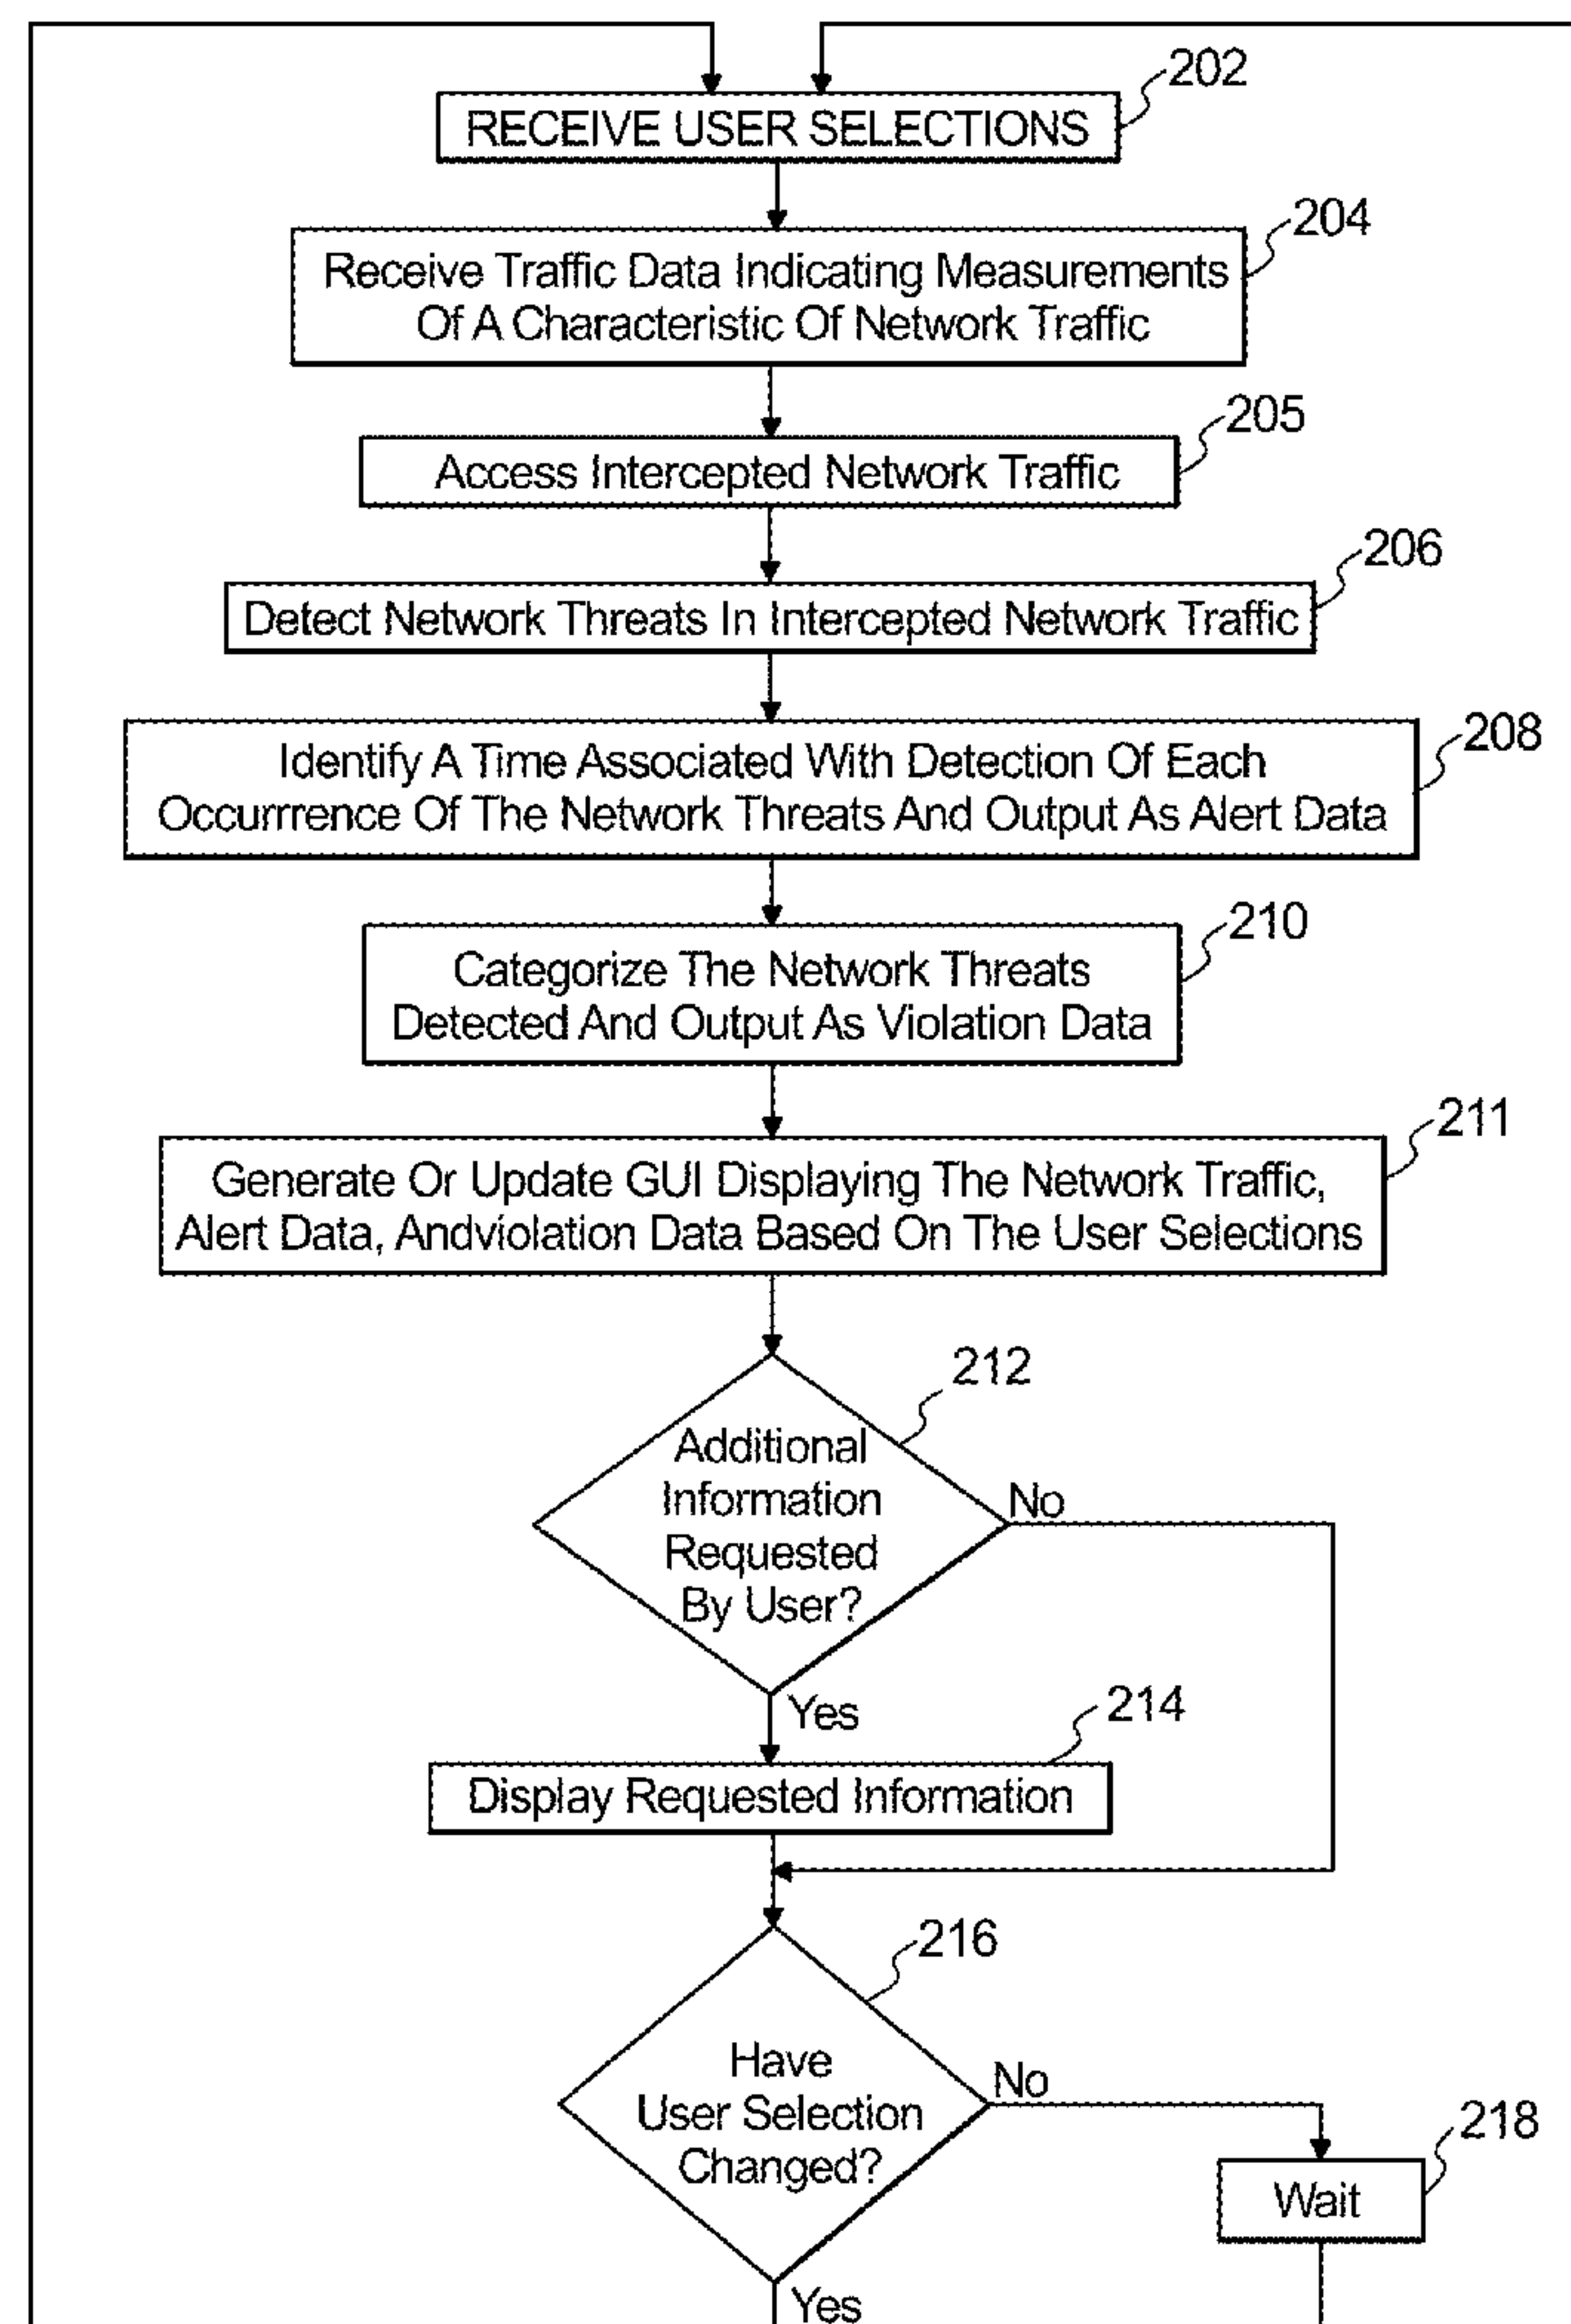 202
RECEIVE USER SELECTIONS
204
Receive Traffic Data Indicating Measurements
Of A Characteristic Of Network Traffic
205
Access Intercepted Network Traffic
206
Detect Network Threats In Intercepted Network Traffic
208
Identify A Time Associated With Detection Of Each
Occurrrence Of The Network Threats And Output As Alert Data
210
Categorize The Network Threats
Detected And Output As Violation Data
211
Generate Or Update GUI Displaying The Network Traffic,
Alert Data, Andviolation Data Based On The User Selections
212
Additional
Information
Requested
By User?
No
Yes
214
Display Requested Information
216
Have
User Selection
Changed?
No
218
Wait
Yes